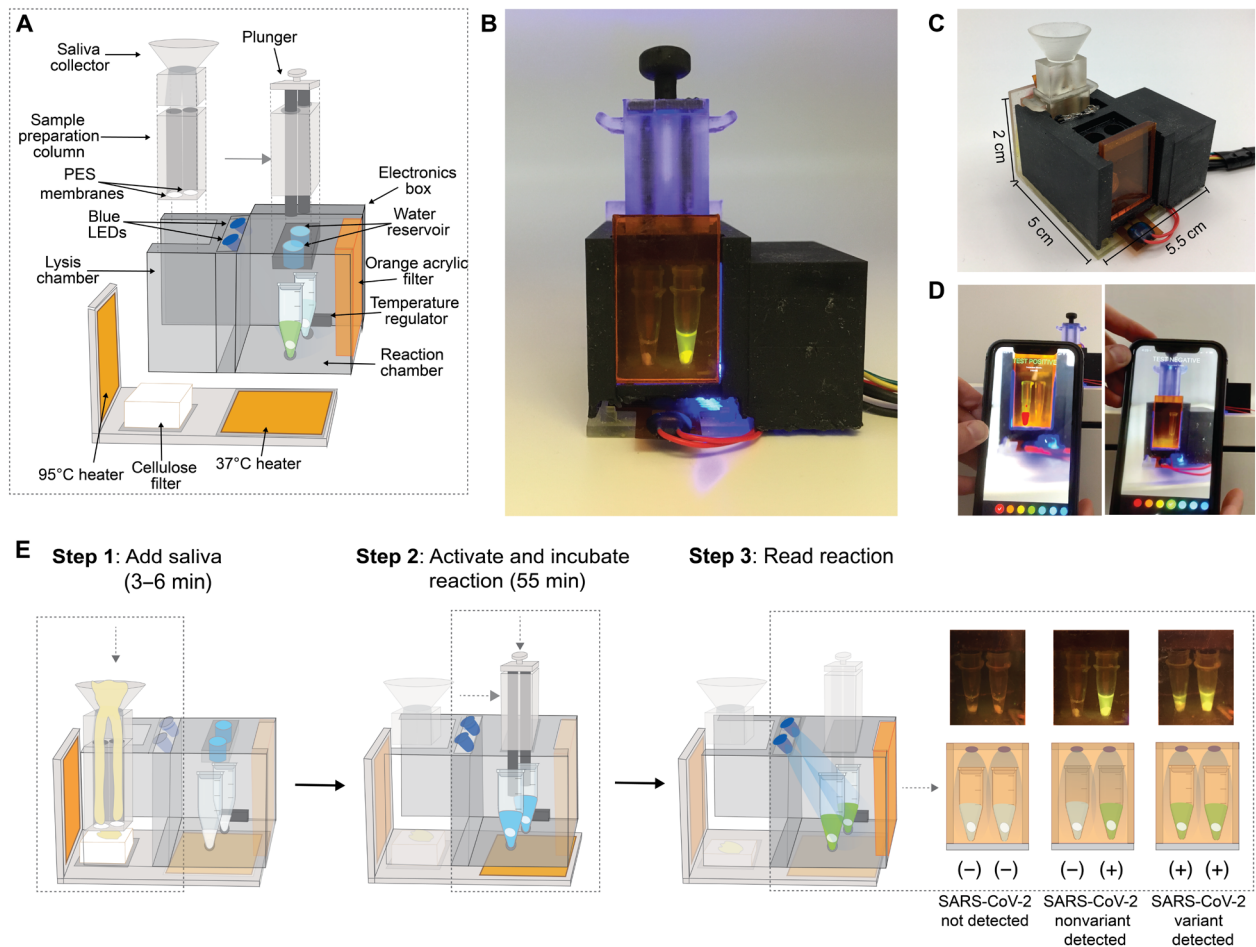 A
Saliva
collector
Plunger
Sample
preparation
column
PES
membranes
Electronics
box
Blue
LEDs
Water
reservoir
Lysis
chamber
Orange acrylic
filter
Temperature
regulator
Reaction
chamber
95°C heater
Cellulose
filter
37°C heater
B
C
2 cm
5 cm
5.5 cm
D
TEST POSITIVE
TEST NEGATIVE
E
Step 1: Add saliva
(3–6 min)
Step 2: Activate and incubate
reaction (55 min)
Step 3: Read reaction
(–) (–)
(–) (+)
(+) (+)
SARS-CoV-2
not detected
SARS-CoV-2
nonvariant
detected
SARS-CoV-2
variant
detected